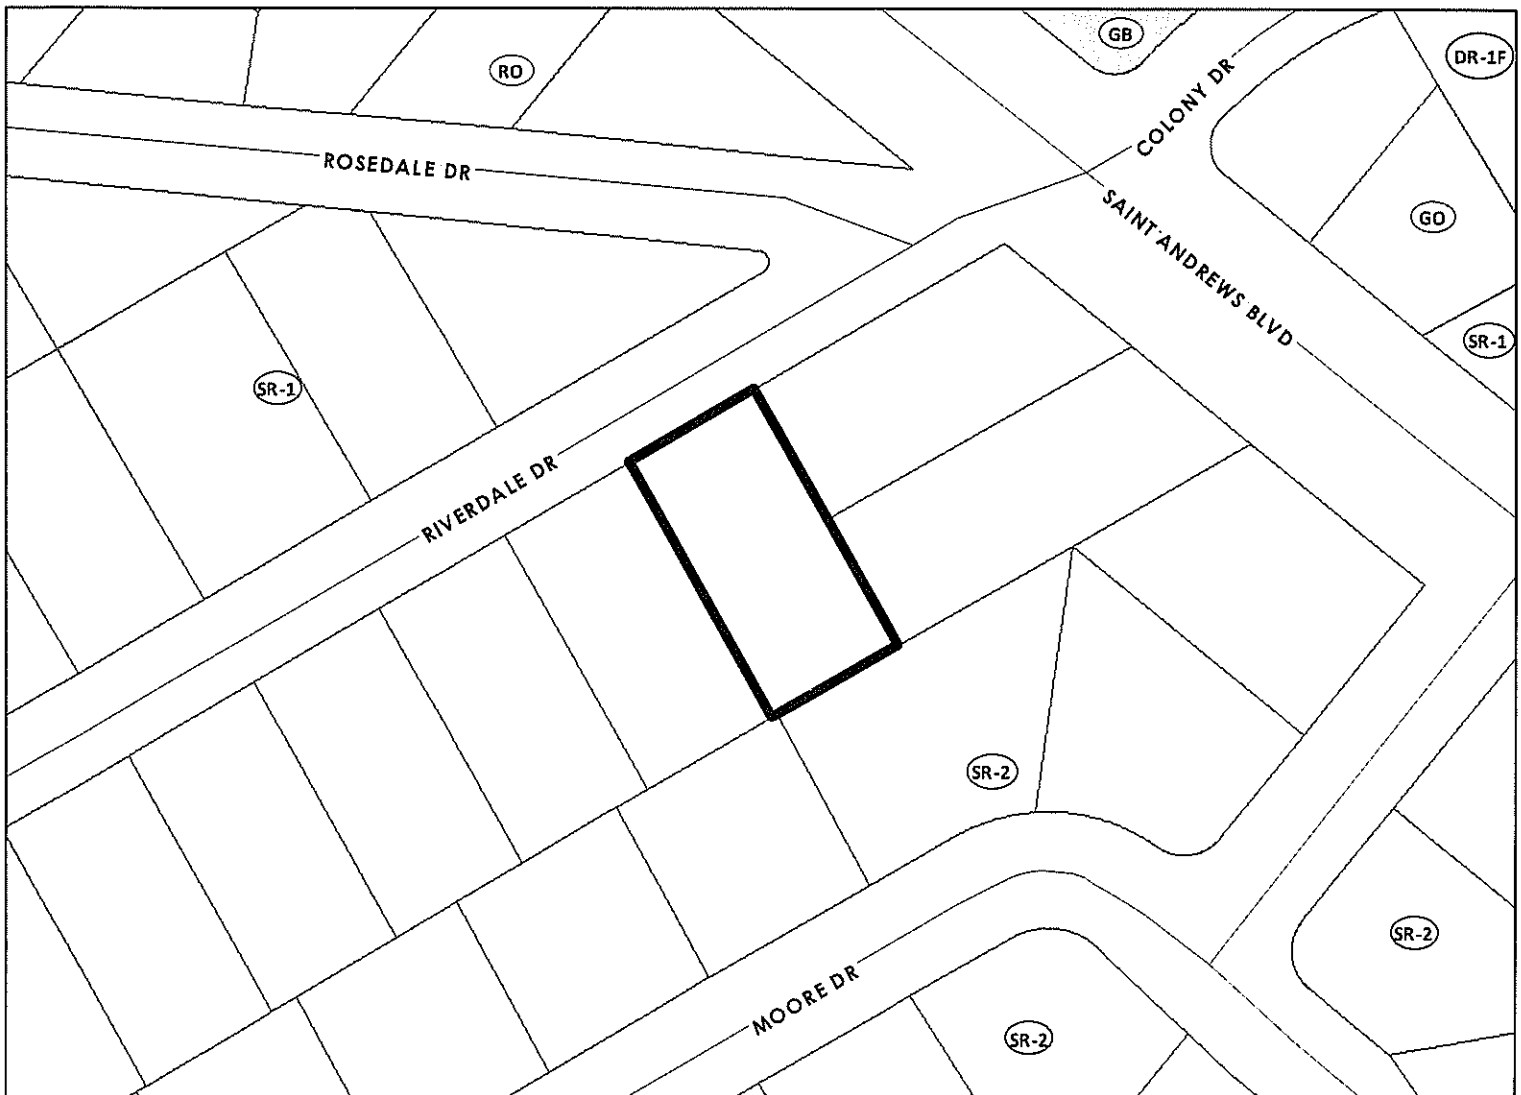 GB
DR-1F
RO
COLONY DR
ROSEDALE DR
GO
SAINT ANDREWS BLVD
SR-1
SR-1
RIVERDALE DR
SR-2
SR-2
MOORE DR
SR-2